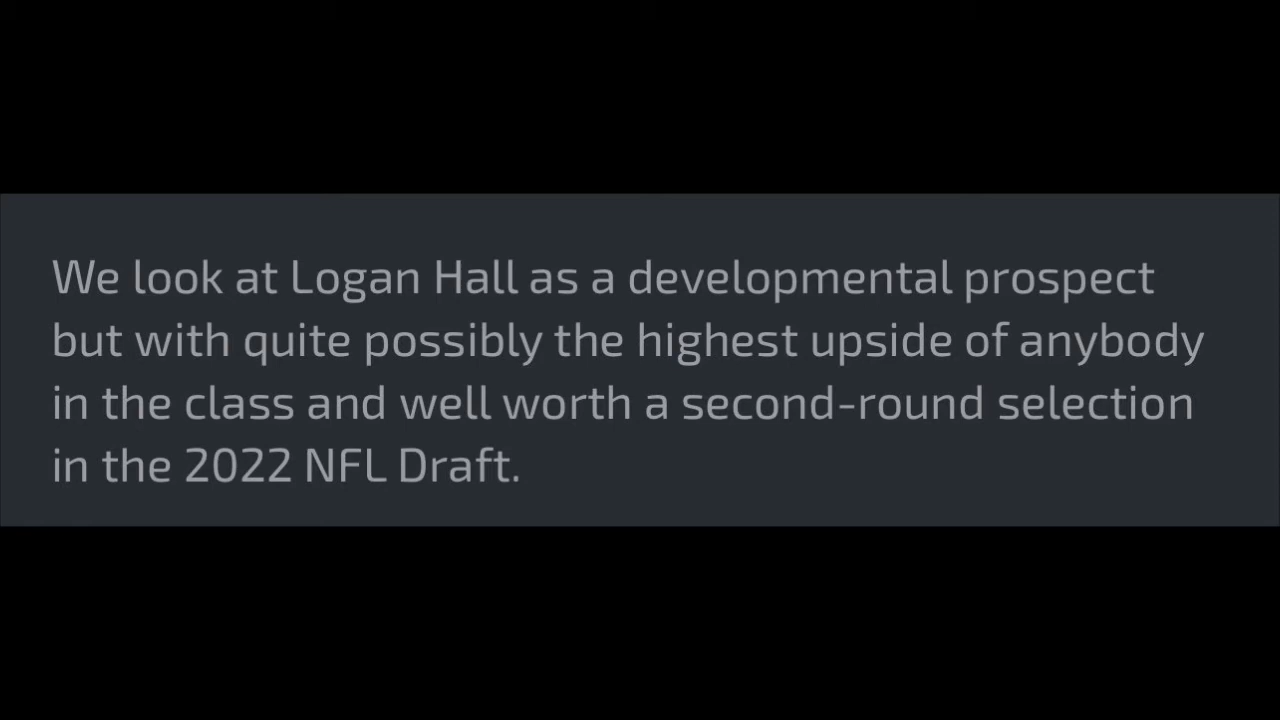 We look at Logan Hall as a developmental prospect
but with quite possibly the highest upside of anybody
in the class and well worth a second-round selection
in the 2022 NFL Draft.